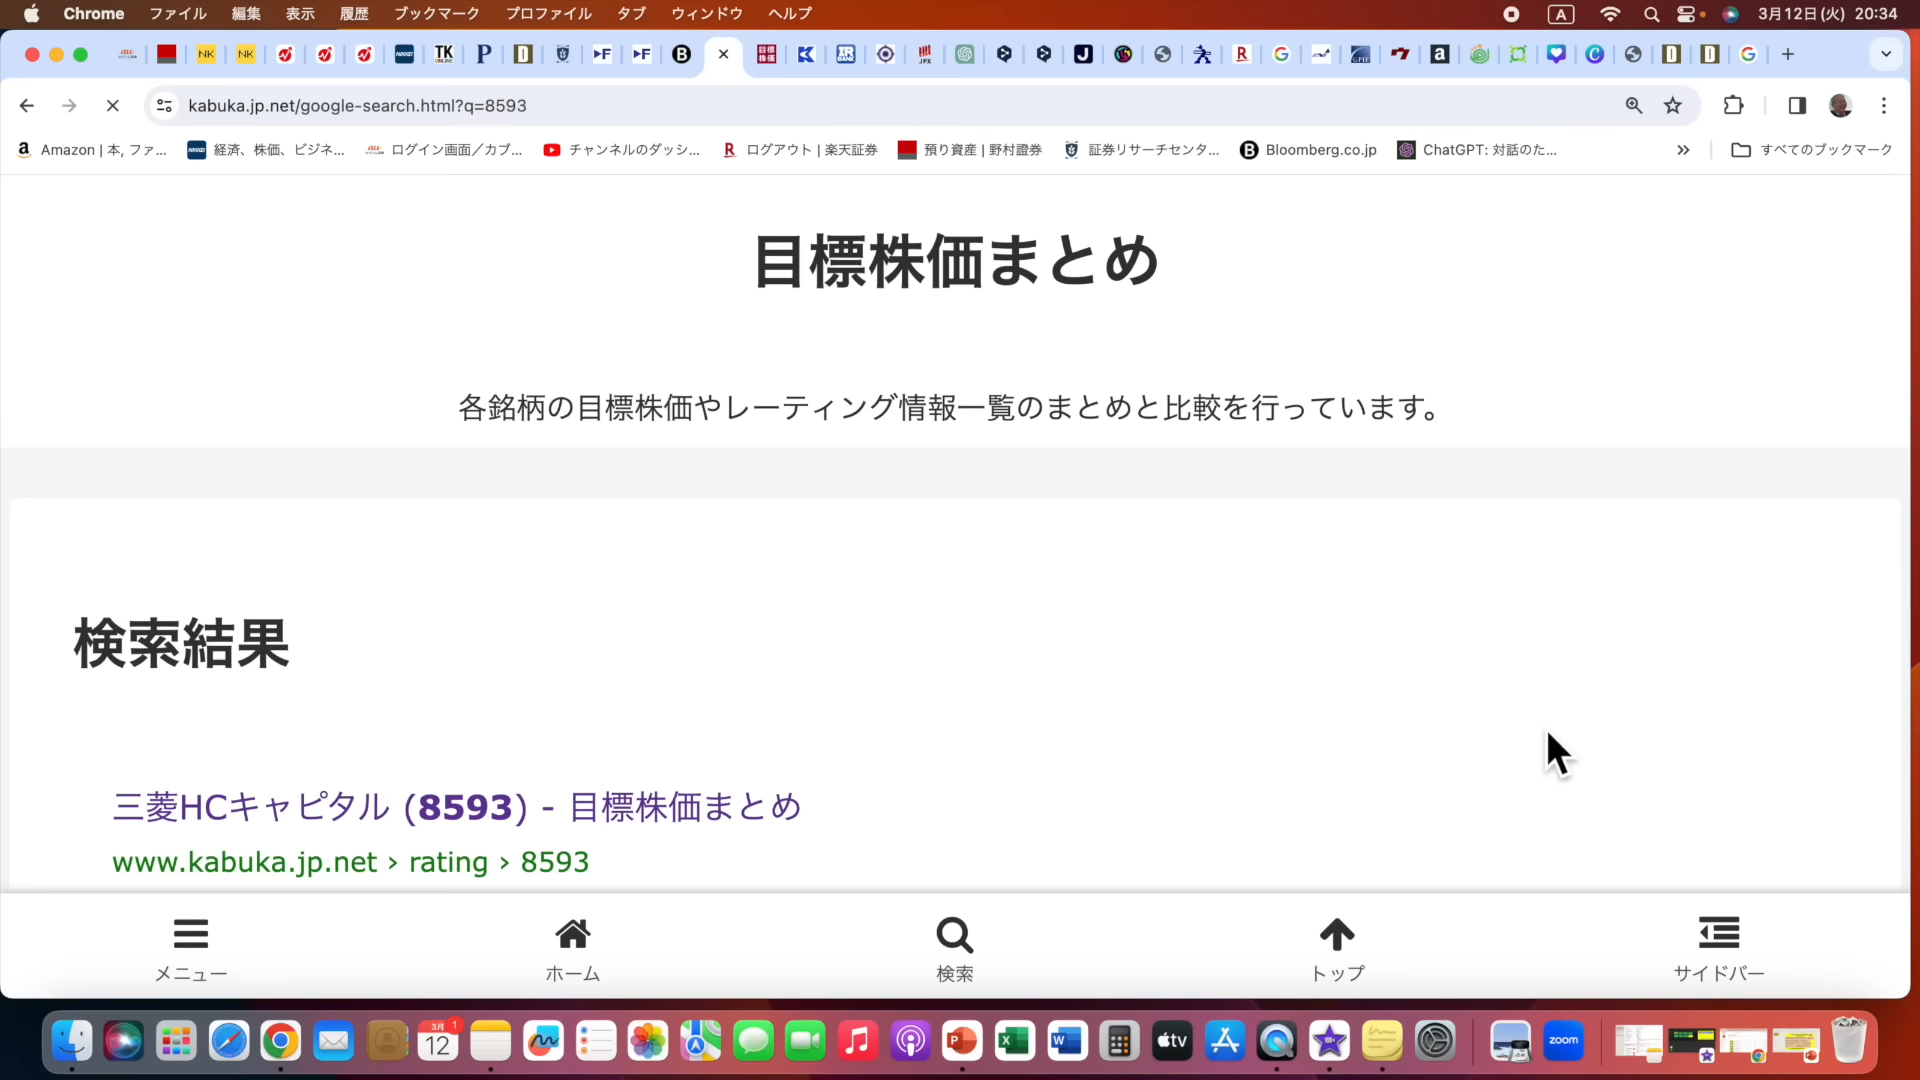 Chrome ファイル 編集 表示 履歴 ブックマーク プロファイル タブ ウィンドウ ヘルプ A 3月12日(火) 20:34
kabuka.jp.net/google-search.html?q=8593
Amazon | 本, ファ... 経済、株価、ビジネ... ログイン画面／カブ... チャンネルのダッシ... ログアウト | 楽天証券 預り資産 | 野村證券 証券リサーチセンタ... Bloomberg.co.jp ChatGPT: 対話のた... すべてのブックマーク
目標株価まとめ
各銘柄の目標株価やレーティング情報一覧のまとめと比較を行っています。
検索結果
三菱HCキャピタル (8593) - 目標株価まとめ
www.kabuka.jp.net › rating › 8593
メニュー ホーム 検索 トップ サイドバー
3月 1 12 tv zoom